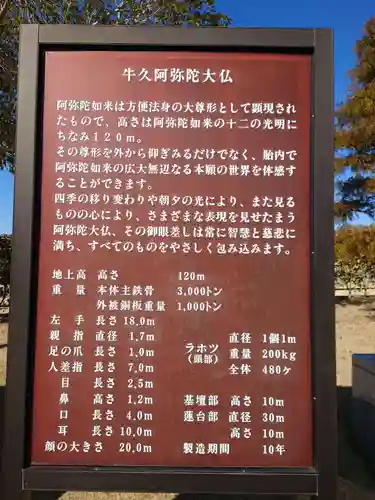 牛久阿弥陀大仏
阿弥陀如来は方便法身の大尊形として顕現され
たもので、高さは阿弥陀如来の十二の光明に
ちなみ120m。
その尊形を外から仰ぎみるだけでなく、胎内で
阿弥陀如来の広大無辺なる本願の世界を体感す
ることができます。
四季の移り変わりや朝夕の光により、また見る
ものの心により、さまざまな表現を見せたまう
阿弥陀大仏、その御眼差しは常に智慧と慈悲に
満ち、すべてのものをやさしく包み込みます。
地上高 高さ 120m
重量 本体主鉄骨 3,000トン
外被銅板重量 1,000トン
左手 長さ 18.0m
親指 直径 1.7m
足の爪 長さ 1.0m
人差指 長さ 7.0m
目 長さ 2.5m
鼻 高さ 1.2m
口 長さ 4.0m
耳 長さ 10.0m
顔の大きさ 20.0m
ラホツ 直径 1個1m
(頭部) 重量 200kg
全体 480ヶ
基壇部 高さ 10m
蓮台部 直径 30m
高さ 10m
製造期間 10年